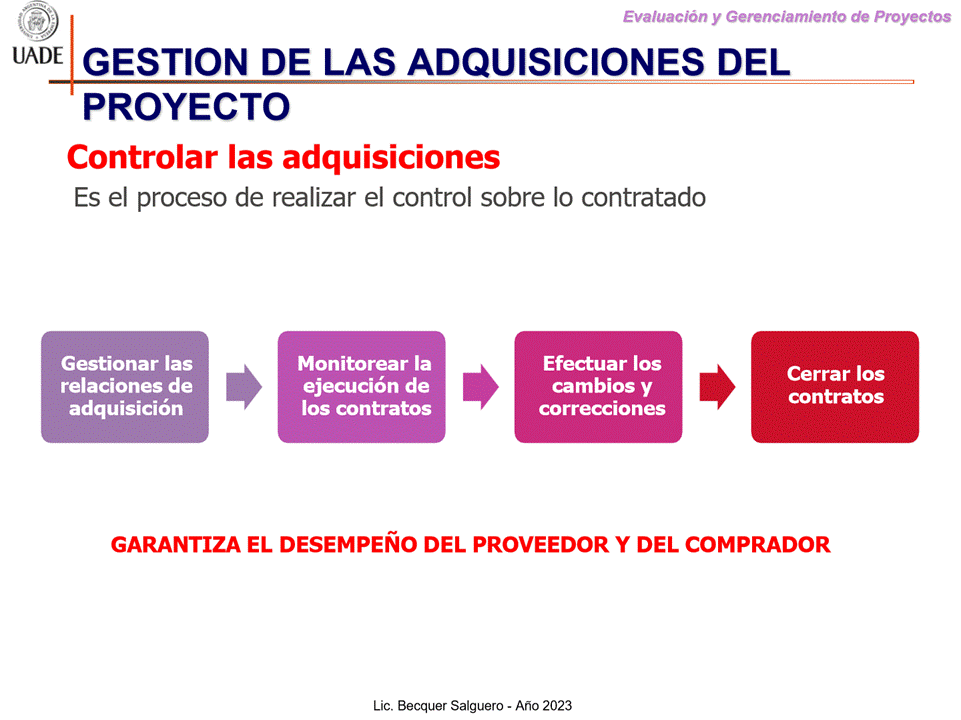 Evaluación y Gerenciamiento de Proyectos
UADE
GESTION DE LAS ADQUISICIONES DEL
PROYECTO
Controlar las adquisiciones
Es el proceso de realizar el control sobre lo contratado
Gestionar las
relaciones de
adquisición
Monitorear la
ejecución de
los contratos
Efectuar los
cambios y
correcciones
Cerrar los
contratos
GARANTIZA EL DESEMPEÑO DEL PROVEEDOR Y DEL COMPRADOR
Lic. Becquer Salguero - Año 2023